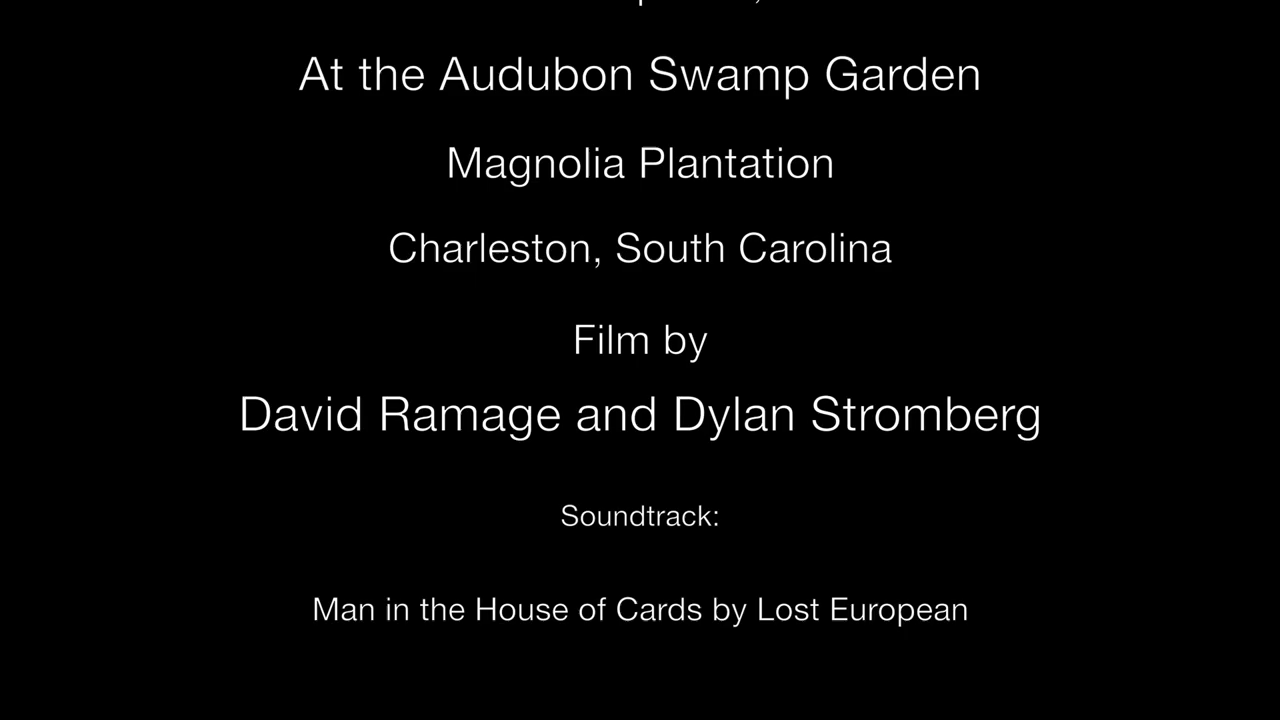 At the Audubon Swamp Garden
Magnolia Plantation
Charleston, South Carolina
Film by
David Ramage and Dylan Stromberg
Soundtrack:
Man in the House of Cards by Lost European